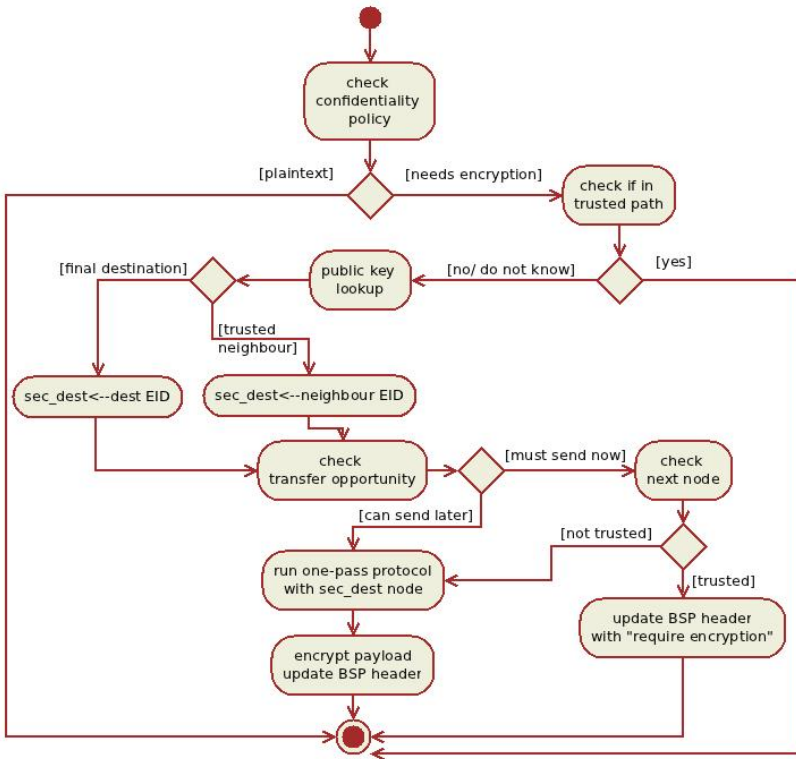 check
confidentiality
policy
[plaintext]
[needs encryption]
check if in
trusted path
[final destination]
public key
lookup
[no/ do not know]
[yes]
[trusted
neighbour]
sec_dest<--dest EID
sec_dest<--neighbour EID
check
transfer opportunity
[must send now]
check
next node
[can send later]
[not trusted]
run one-pass protocol
with sec_dest node
[trusted]
update BSP header
with "require encryption"
encrypt payload
update BSP header